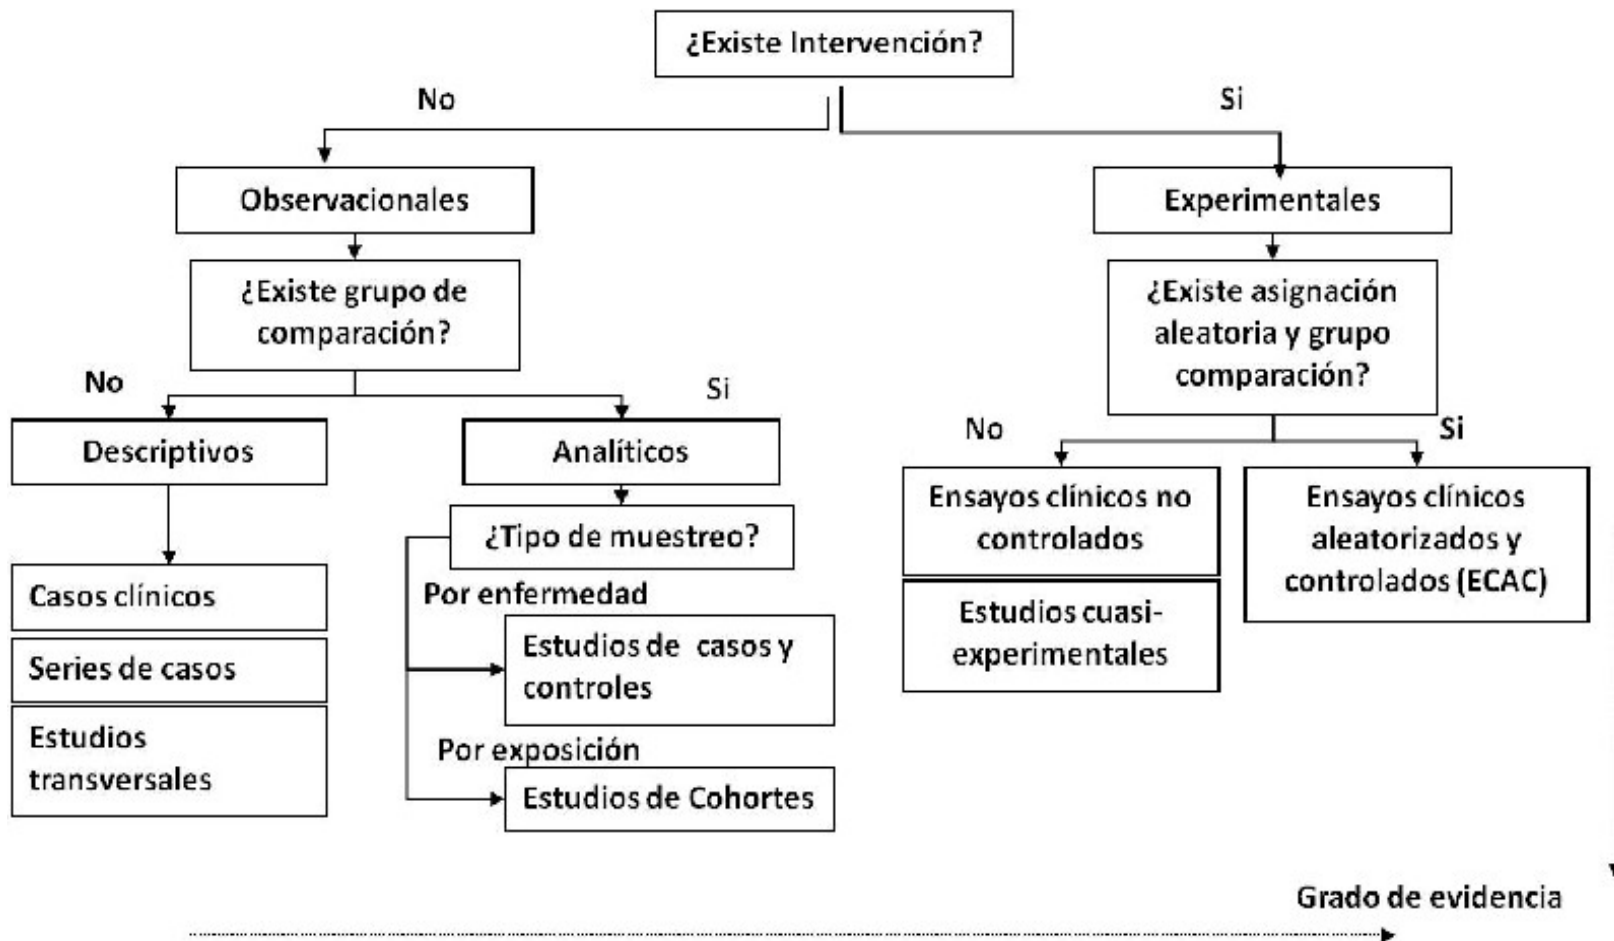 ¿Existe Intervención?
No
Si
Observacionales
Experimentales
¿Existe grupo de
comparación?
¿Existe asignación
aleatoria y grupo
comparación?
No
Si
No
Si
Descriptivos
Analíticos
Ensayos clínicos no
controlados
Ensayos clínicos
aleatorizados y
controlados (ECAC)
¿Tipo de muestreo?
Casos clínicos
Por enfermedad
Estudios cuasi-
experimentales
Series de casos
Estudios de casos y
controles
Estudios
transversales
Por exposición
Estudios de Cohortes
Grado de evidencia